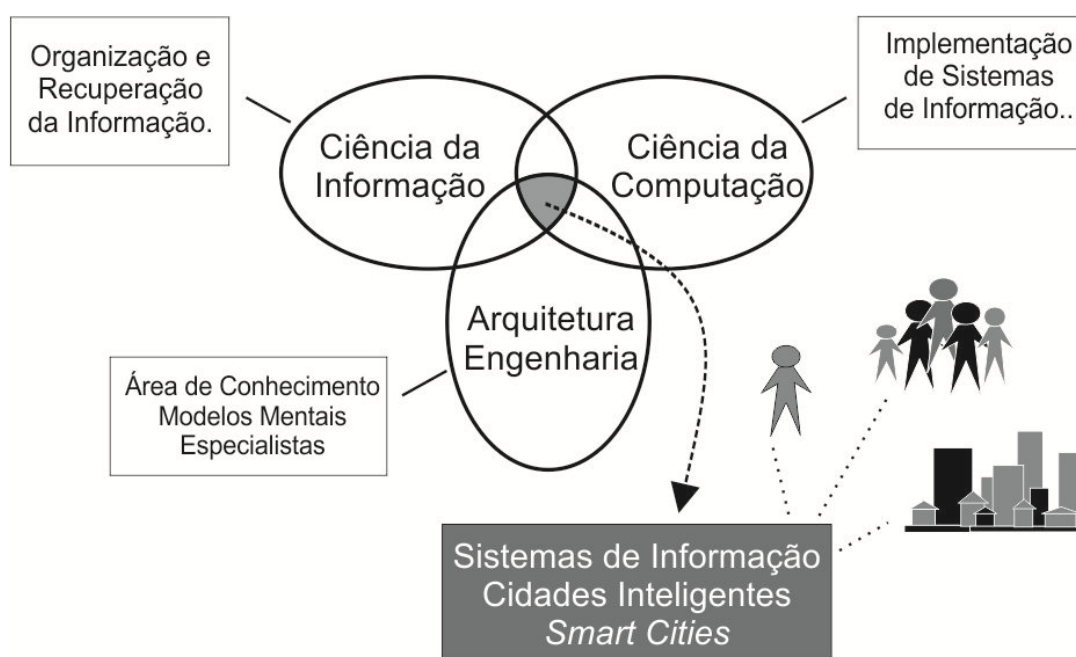 Organização e
Recuperação
da Informação.
Implementação
de Sistemas
de Informação..
Ciência da
Informação
Ciência da
Computação
Arquitetura
Engenharia
Área de Conhecimento
Modelos Mentais
Especialistas
Sistemas de Informação
Cidades Inteligentes
Smart Cities